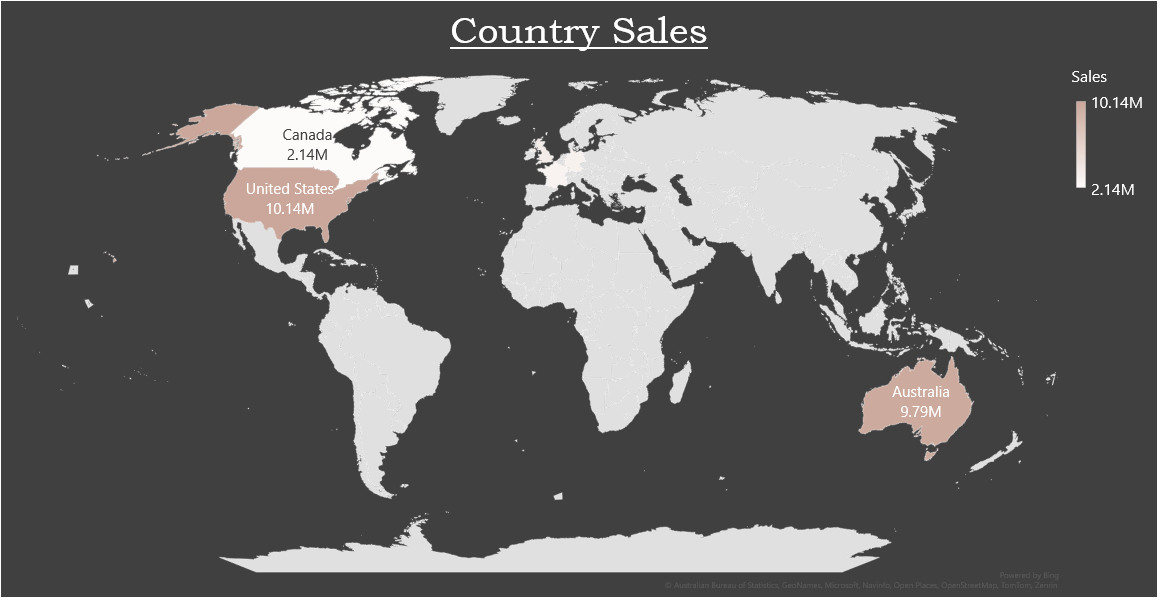 Country Sales
Sales
10.14M
2.14M
Canada
2.14M
United States
10.14M
Australia
9.79M
Powered by Bing
© Australian Bureau of Statistics, GeoNames, Microsoft, Navinfo, Open Places, OpenStreetMap, TomTom, Zenrin